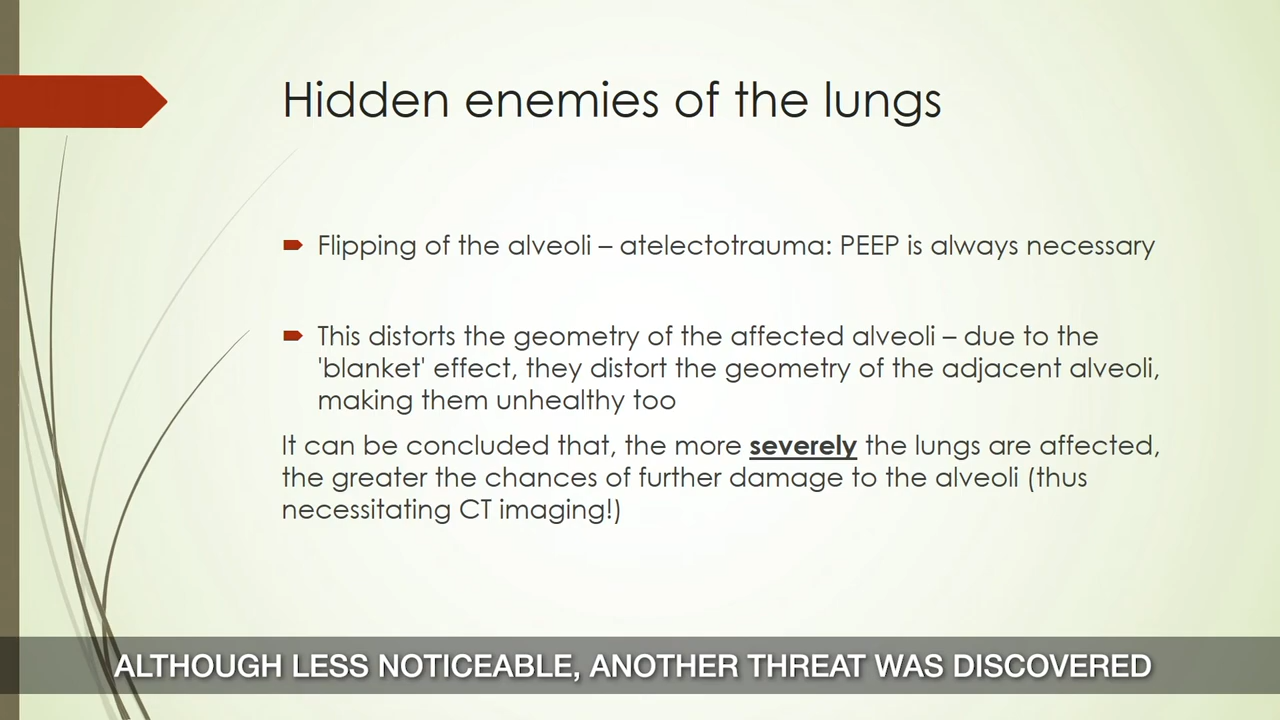 Hidden enemies of the lungs
Flipping of the alveoli – atelectotrauma: PEEP is always necessary
This distorts the geometry of the affected alveoli – due to the
'blanket' effect, they distort the geometry of the adjacent alveoli,
making them unhealthy too
It can be concluded that, the more severely the lungs are affected,
the greater the chances of further damage to the alveoli (thus
necessitating CT imaging!)
ALTHOUGH LESS NOTICEABLE, ANOTHER THREAT WAS DISCOVERED